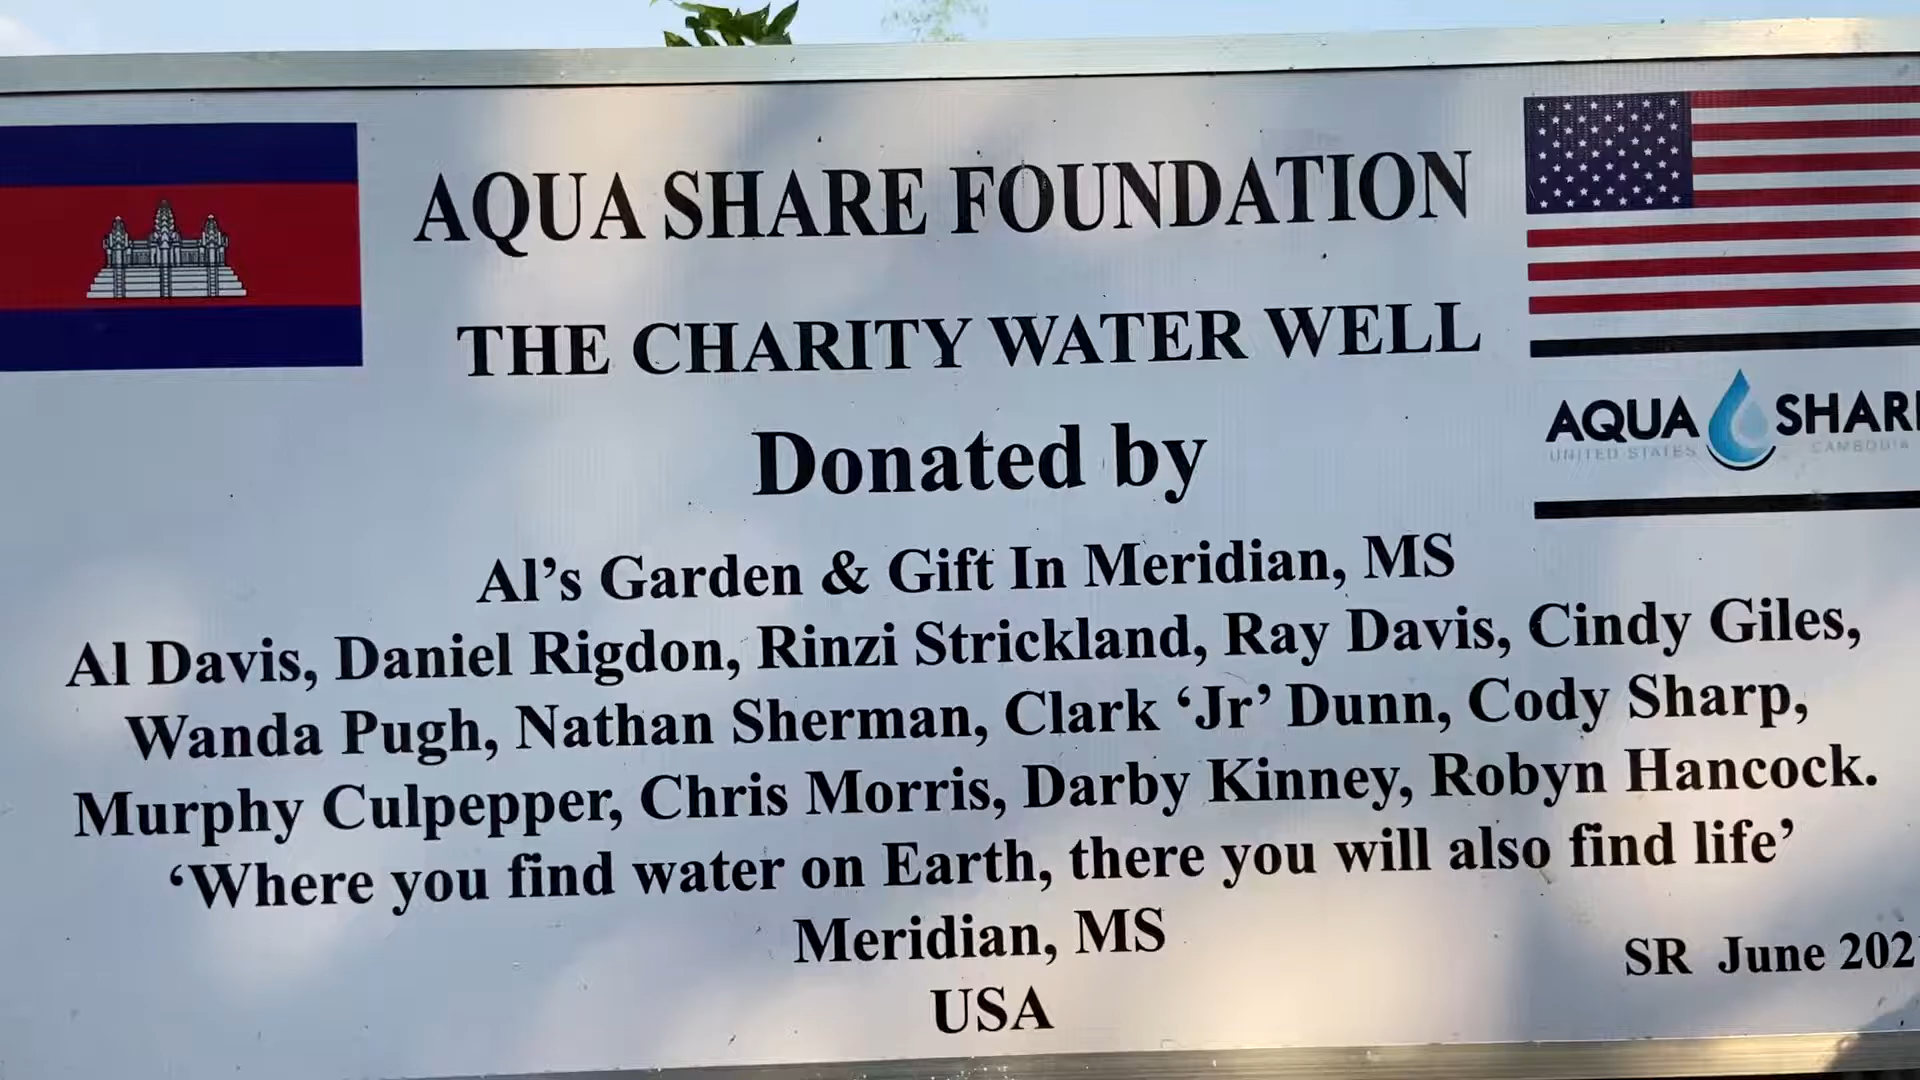 AQUA SHARE FOUNDATION
THE CHARITY WATER WELL
Donated by
AQUA SHARE
UNITED STATES CAMBODIA
Al’s Garden & Gift In Meridian, MS
Al Davis, Daniel Rigdon, Rinzi Strickland, Ray Davis, Cindy Giles,
Wanda Pugh, Nathan Sherman, Clark ‘Jr’ Dunn, Cody Sharp,
Murphy Culpepper, Chris Morris, Darby Kinney, Robyn Hancock.
‘Where you find water on Earth, there you will also find life’
Meridian, MS
SR June
USA